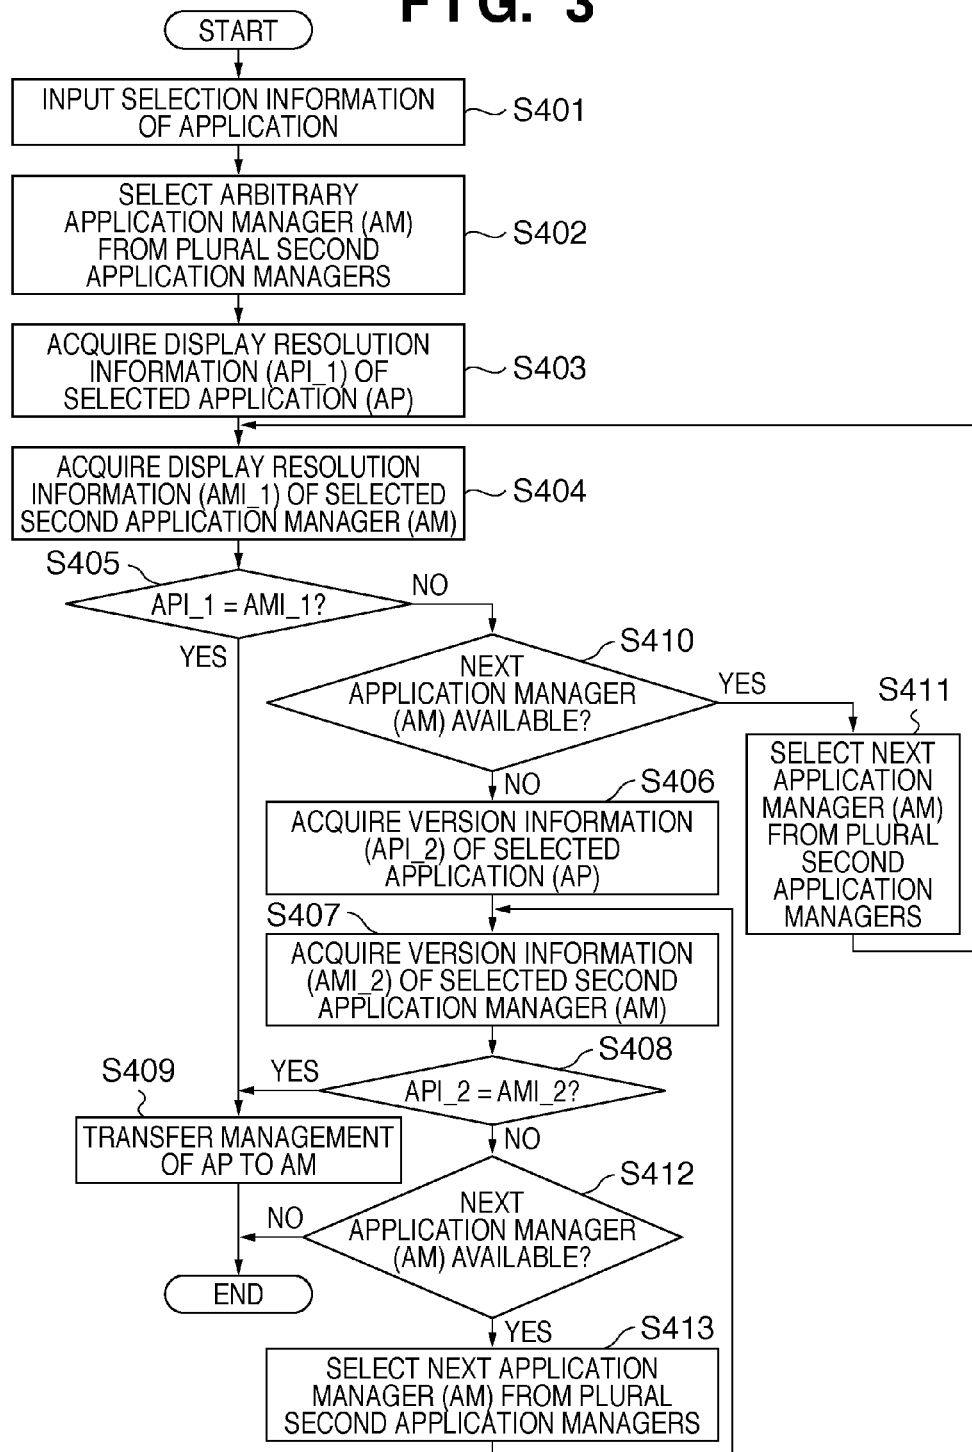 FIG. 3
START
INPUT SELECTION INFORMATION
OF APPLICATION
S401
SELECT ARBITRARY
APPLICATION MANAGER (AM)
FROM PLURAL SECOND
APPLICATION MANAGERS
S402
ACQUIRE DISPLAY RESOLUTION
INFORMATION (API_1) OF
SELECTED APPLICATION (AP)
S403
ACQUIRE DISPLAY RESOLUTION
INFORMATION (AMI_1) OF SELECTED
SECOND APPLICATION MANAGER (AM)
S404
S405
API_1 = AMI_1?
NO
YES
S410
NEXT
APPLICATION MANAGER
(AM) AVAILABLE?
YES
NO
S411
SELECT NEXT
APPLICATION
MANAGER (AM)
FROM PLURAL
SECOND
APPLICATION
MANAGERS
S406
ACQUIRE VERSION INFORMATION
(API_2) OF SELECTED
APPLICATION (AP)
S407
ACQUIRE VERSION INFORMATION
(AMI_2) OF SELECTED SECOND
APPLICATION MANAGER (AM)
S408
API_2 = AMI_2?
YES
NO
S409
TRANSFER MANAGEMENT
OF AP TO AM
S412
NEXT
APPLICATION MANAGER
(AM) AVAILABLE?
NO
YES
END
S413
SELECT NEXT APPLICATION
MANAGER (AM) FROM PLURAL
SECOND APPLICATION MANAGERS